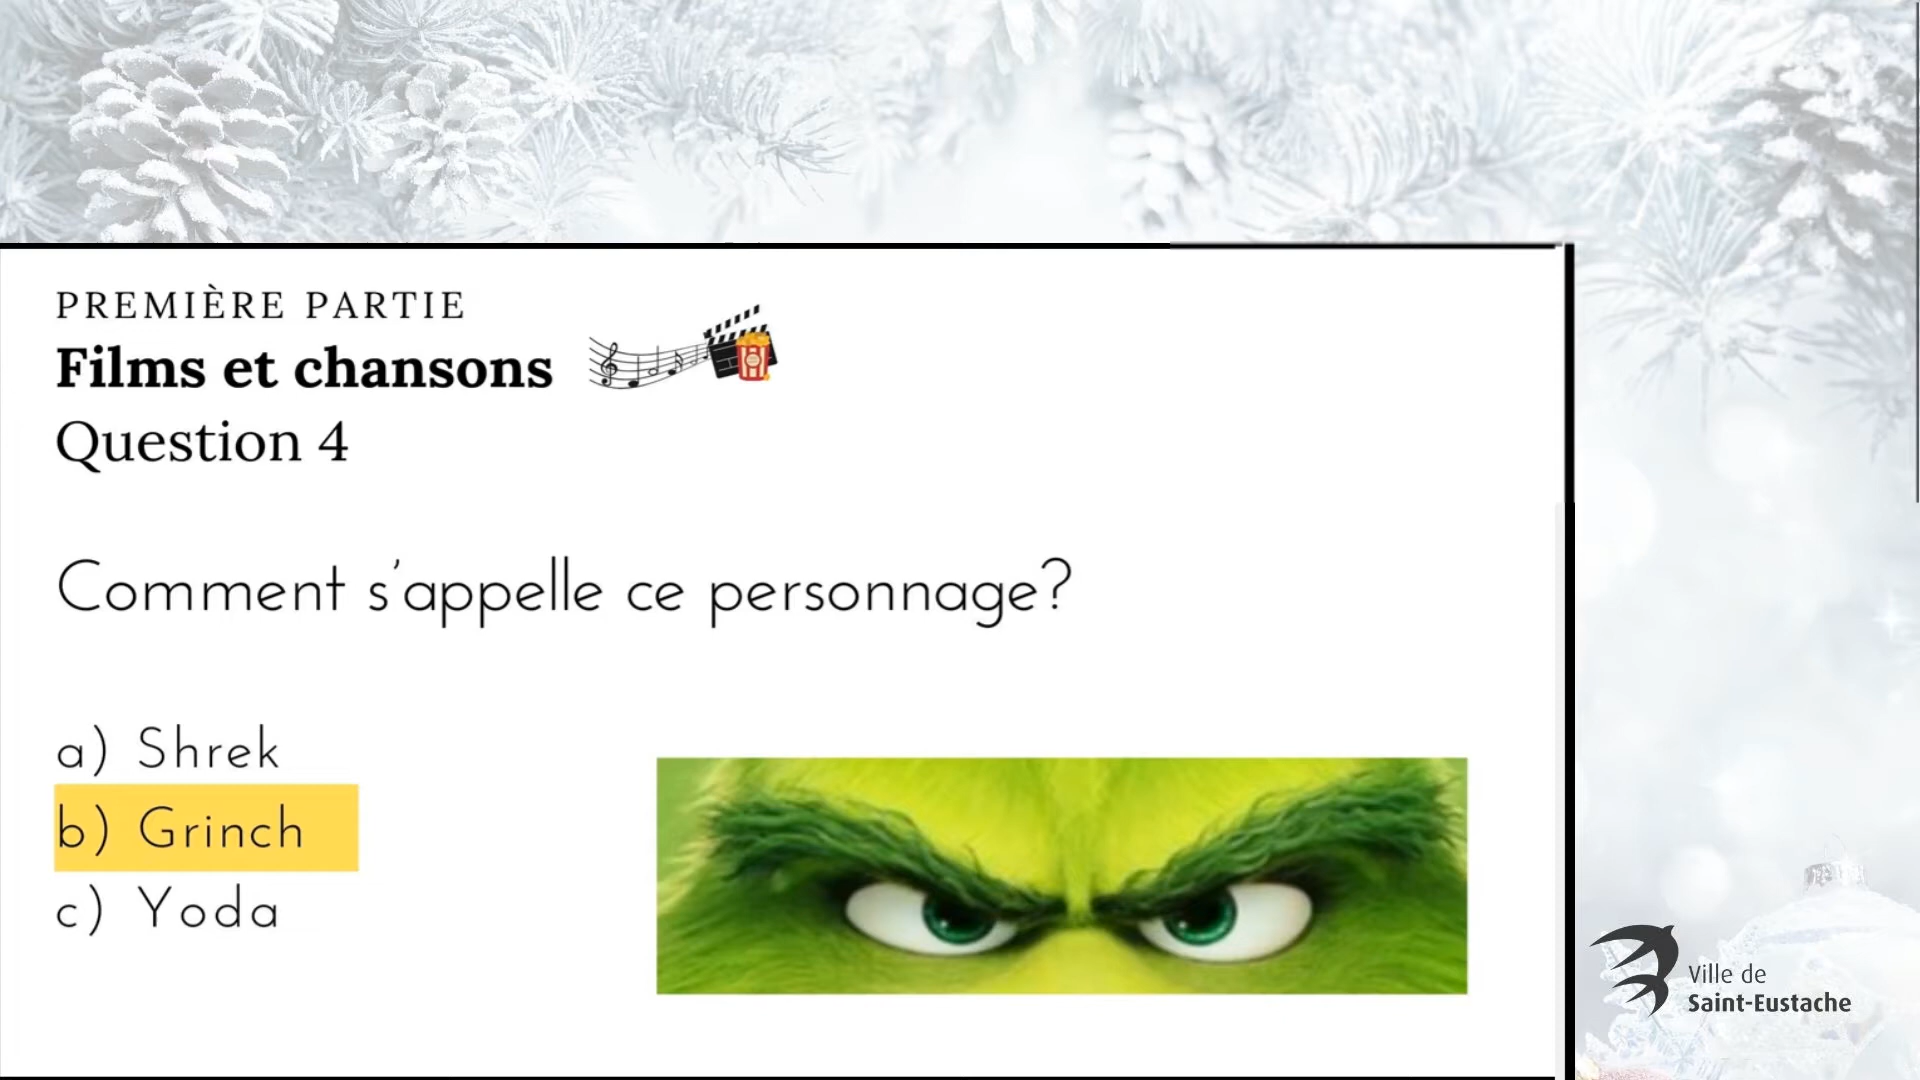 PREMIÈRE PARTIE
Films et chansons
Question 4
Comment s'appelle ce personnage?
a) Shrek
b) Grinch
c) Yoda
Ville de
Saint-Eustache